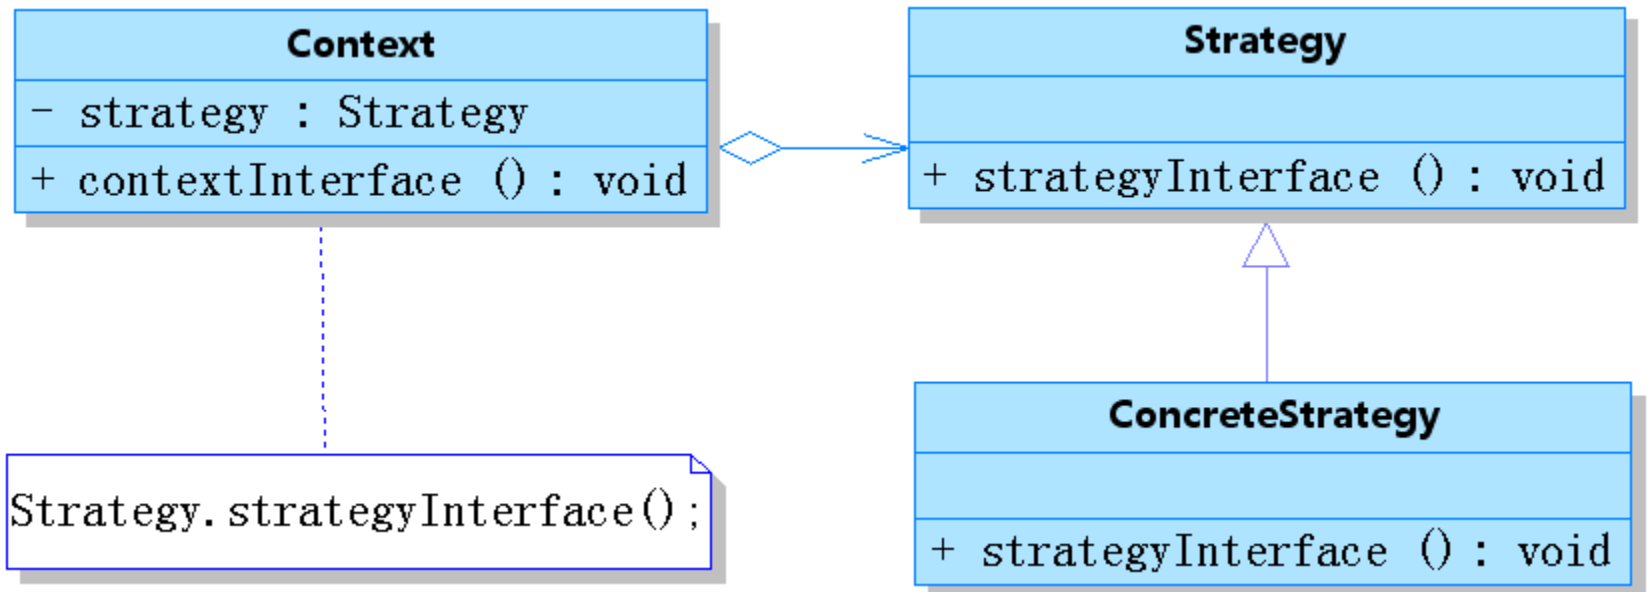 Context
- strategy : Strategy
+ contextInterface () : void
Strategy
+ strategyInterface () : void
Strategy.strategyInterface();
ConcreteStrategy
+ strategyInterface () : void